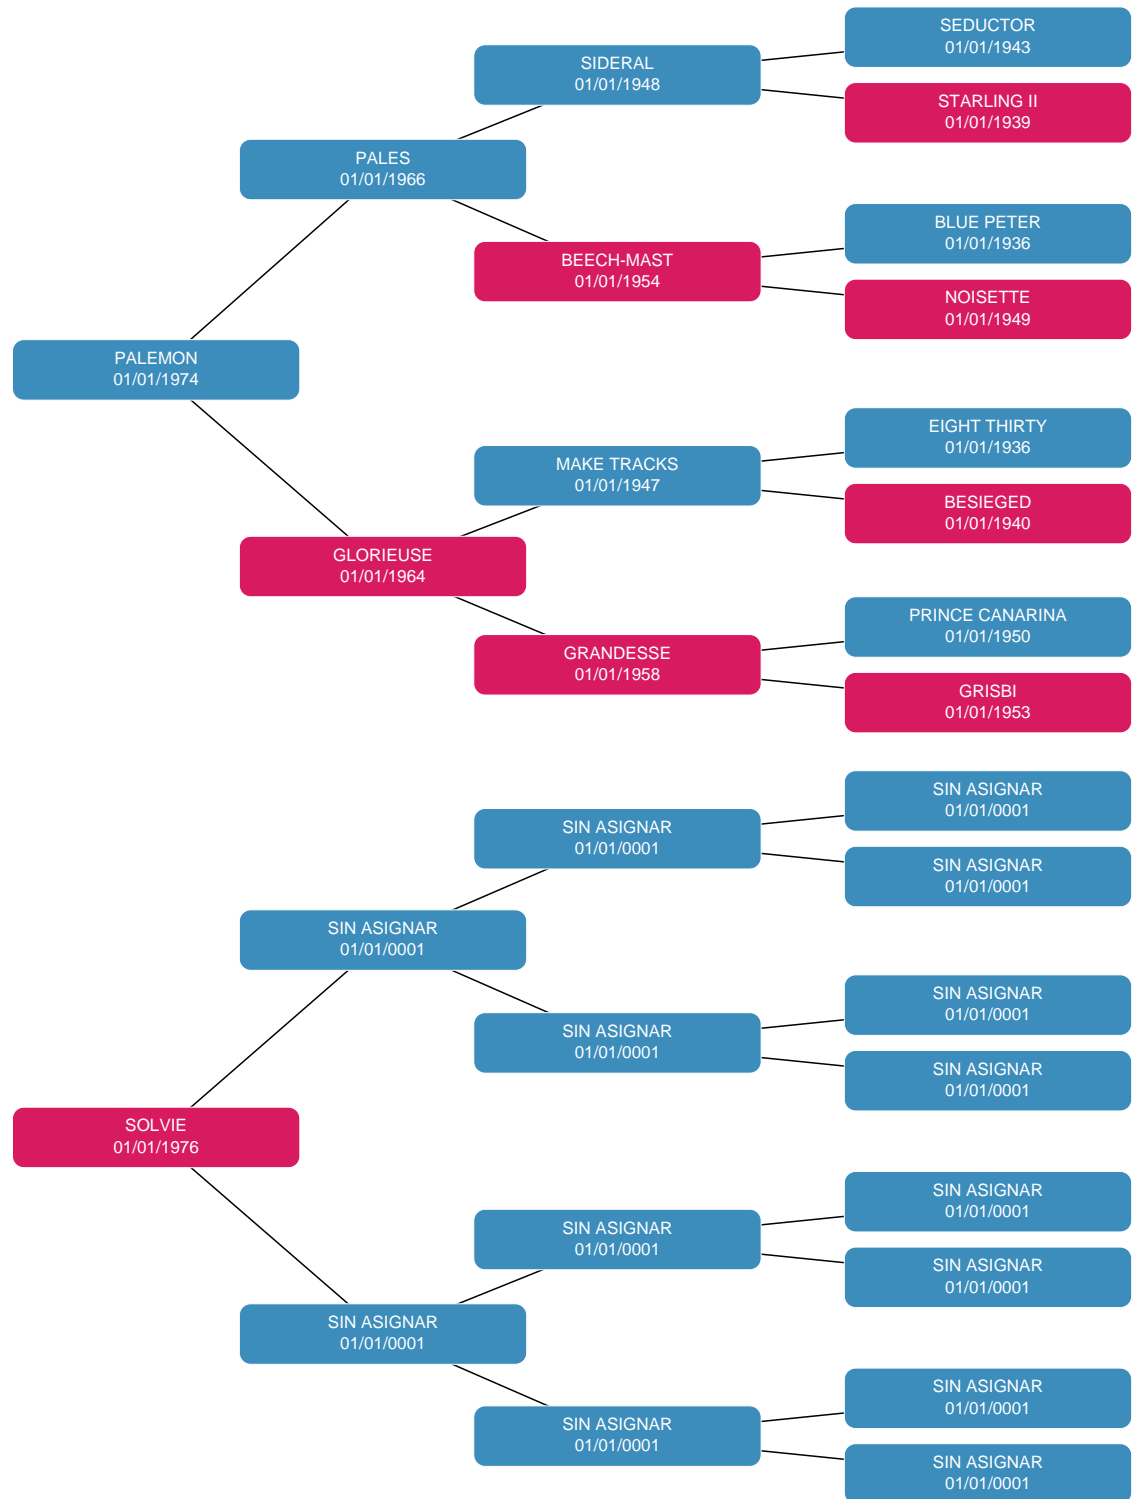 SEDUCTOR
01/01/1943
SIDERAL
01/01/1948
STARLING II
01/01/1939
PALES
01/01/1966
BLUE PETER
01/01/1936
BEECH-MAST
01/01/1954
NOISETTE
01/01/1949
PALEMON
01/01/1974
EIGHT THIRTY
01/01/1936
MAKE TRACKS
01/01/1947
BESIEGED
01/01/1940
GLORIEUSE
01/01/1964
PRINCE CANARINA
01/01/1950
GRANDESSE
01/01/1958
GRISBI
01/01/1953
SIN ASIGNAR
01/01/0001
SIN ASIGNAR
01/01/0001
SIN ASIGNAR
01/01/0001
SIN ASIGNAR
01/01/0001
SIN ASIGNAR
01/01/0001
SIN ASIGNAR
01/01/0001
SIN ASIGNAR
01/01/0001
SOLVIE
01/01/1976
SIN ASIGNAR
01/01/0001
SIN ASIGNAR
01/01/0001
SIN ASIGNAR
01/01/0001
SIN ASIGNAR
01/01/0001
SIN ASIGNAR
01/01/0001
SIN ASIGNAR
01/01/0001
SIN ASIGNAR
01/01/0001